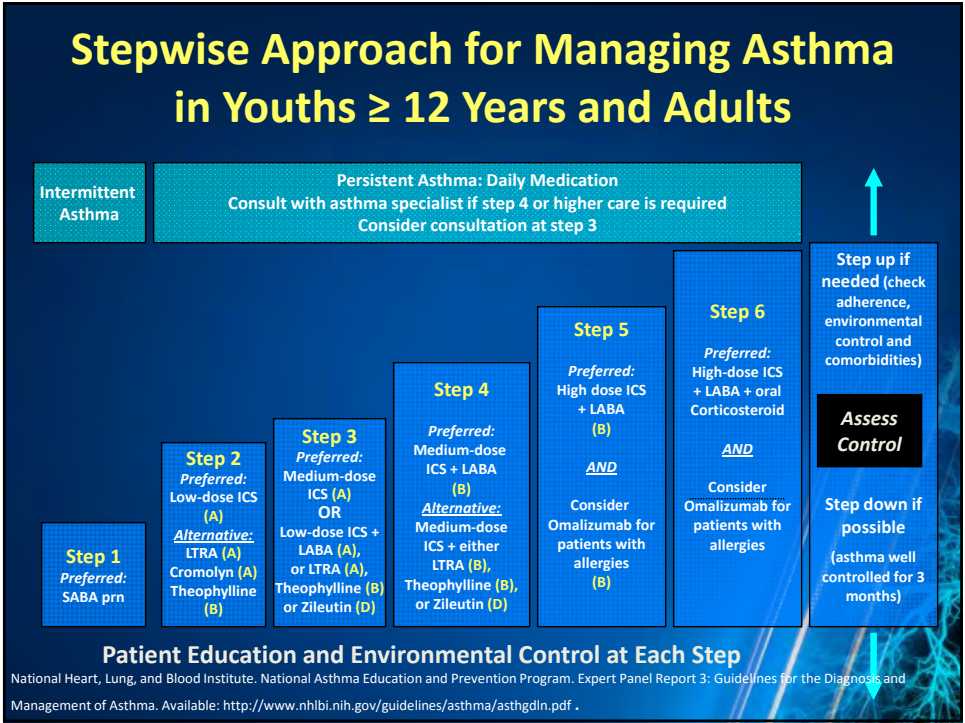 Stepwise Approach for Managing Asthma
in Youths ≥ 12 Years and Adults
Intermittent
Asthma
Persistent Asthma: Daily Medication
Consult with asthma specialist if step 4 or higher care is required
Consider consultation at step 3
Step 1
Preferred:
SABA prn
Step 2
Preferred:
Low-dose ICS
(A)
Alternative:
LTRA (A)
Cromolyn (A)
Theophylline
(B)
Step 3
Preferred:
Medium-dose
ICS (A)
OR
Low-dose ICS +
LABA (A),
or LTRA (A),
Theophylline (B)
or Zileutin (D)
Step 4
Preferred:
Medium-dose
ICS + LABA
(B)
Alternative:
Medium-dose
ICS + either
LTRA (B),
Theophylline (B),
or Zileutin (D)
Step 5
Preferred:
High dose ICS
+ LABA
(B)
AND
Consider
Omalizumab for
patients with
allergies
(B)
Step 6
Preferred:
High-dose ICS
+ LABA + oral
Corticosteroid
AND
Consider
Omalizumab for
patients with
allergies
Step up if
needed (check
adherence,
environmental
control and
comorbidities)
Assess
Control
Step down if
possible
(asthma well
controlled for 3
months)
Patient Education and Environmental Control at Each Step
National Heart, Lung, and Blood Institute. National Asthma Education and Prevention Program. Expert Panel Report 3: Guidelines for the Diagnosis and
Management of Asthma. Available: http://www.nhlbi.nih.gov/guidelines/asthma/asthgdln.pdf .